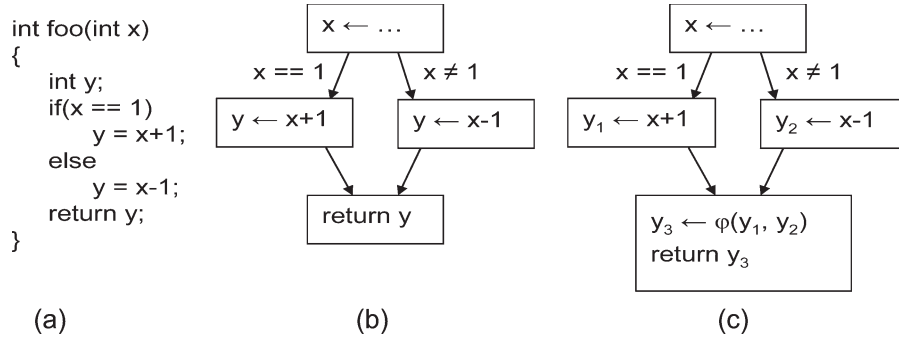 int foo(int x)
{
int y;
if(x == 1)
y = x+1;
else
y = x-1;
return y;
}
(a)
x ← ...
x == 1
x ≠ 1
y ← x+1
y ← x-1
return y
(b)
x ← ...
x == 1
x ≠ 1
y₁ ← x+1
y₂ ← x-1
y₃ ← φ(y₁, y₂)
return y₃
(c)